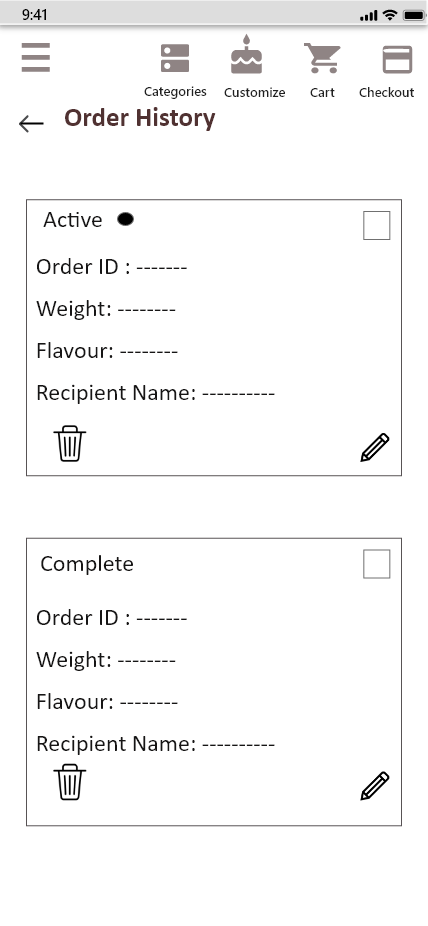 9:41
Categories Customize Cart Checkout
Order History
Active
Order ID : -------
Weight: --------
Flavour: --------
Recipient Name: ----------
Complete
Order ID : -------
Weight: --------
Flavour: --------
Recipient Name: ----------